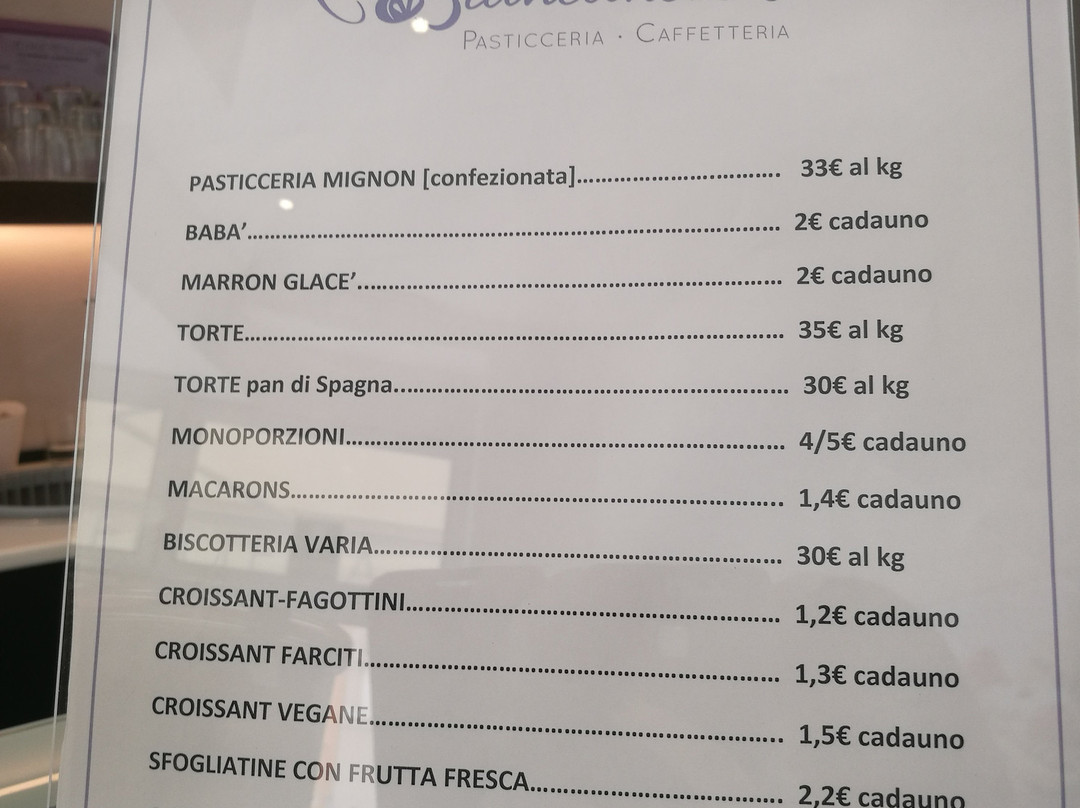 PASTICCERIA · CAFFETTERIA
PASTICCERIA MIGNON [confezionata]........................................ 33€ al kg
BABA’........................................ 2€ cadauno
MARRON GLACE’........................................ 2€ cadauno
TORTE........................................ 35€ al kg
TORTE pan di Spagna........................................ 30€ al kg
MONOPORZIONI........................................ 4/5€ cadauno
MACARONS........................................ 1,4€ cadauno
BISCOTTERIA VARIA........................................ 30€ al kg
CROISSANT-FAGOTTINI........................................ 1,2€ cadauno
CROISSANT FARCITI........................................ 1,3€ cadauno
CROISSANT VEGANE........................................ 1,5€ cadauno
SFOGLIATINE CON FRUTTA FRESCA........................................ 2,2€ cadauno